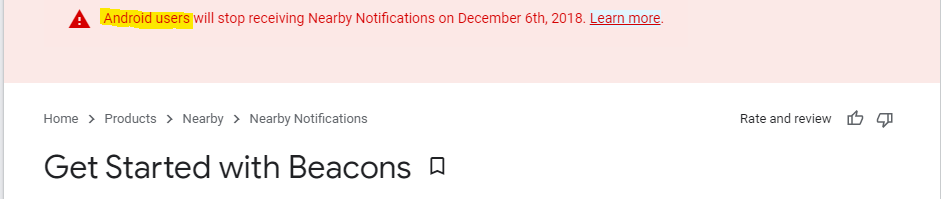 Android users will stop receiving Nearby Notifications on December 6th, 2018. Learn more.
Home > Products > Nearby > Nearby Notifications
Rate and review
Get Started with Beacons